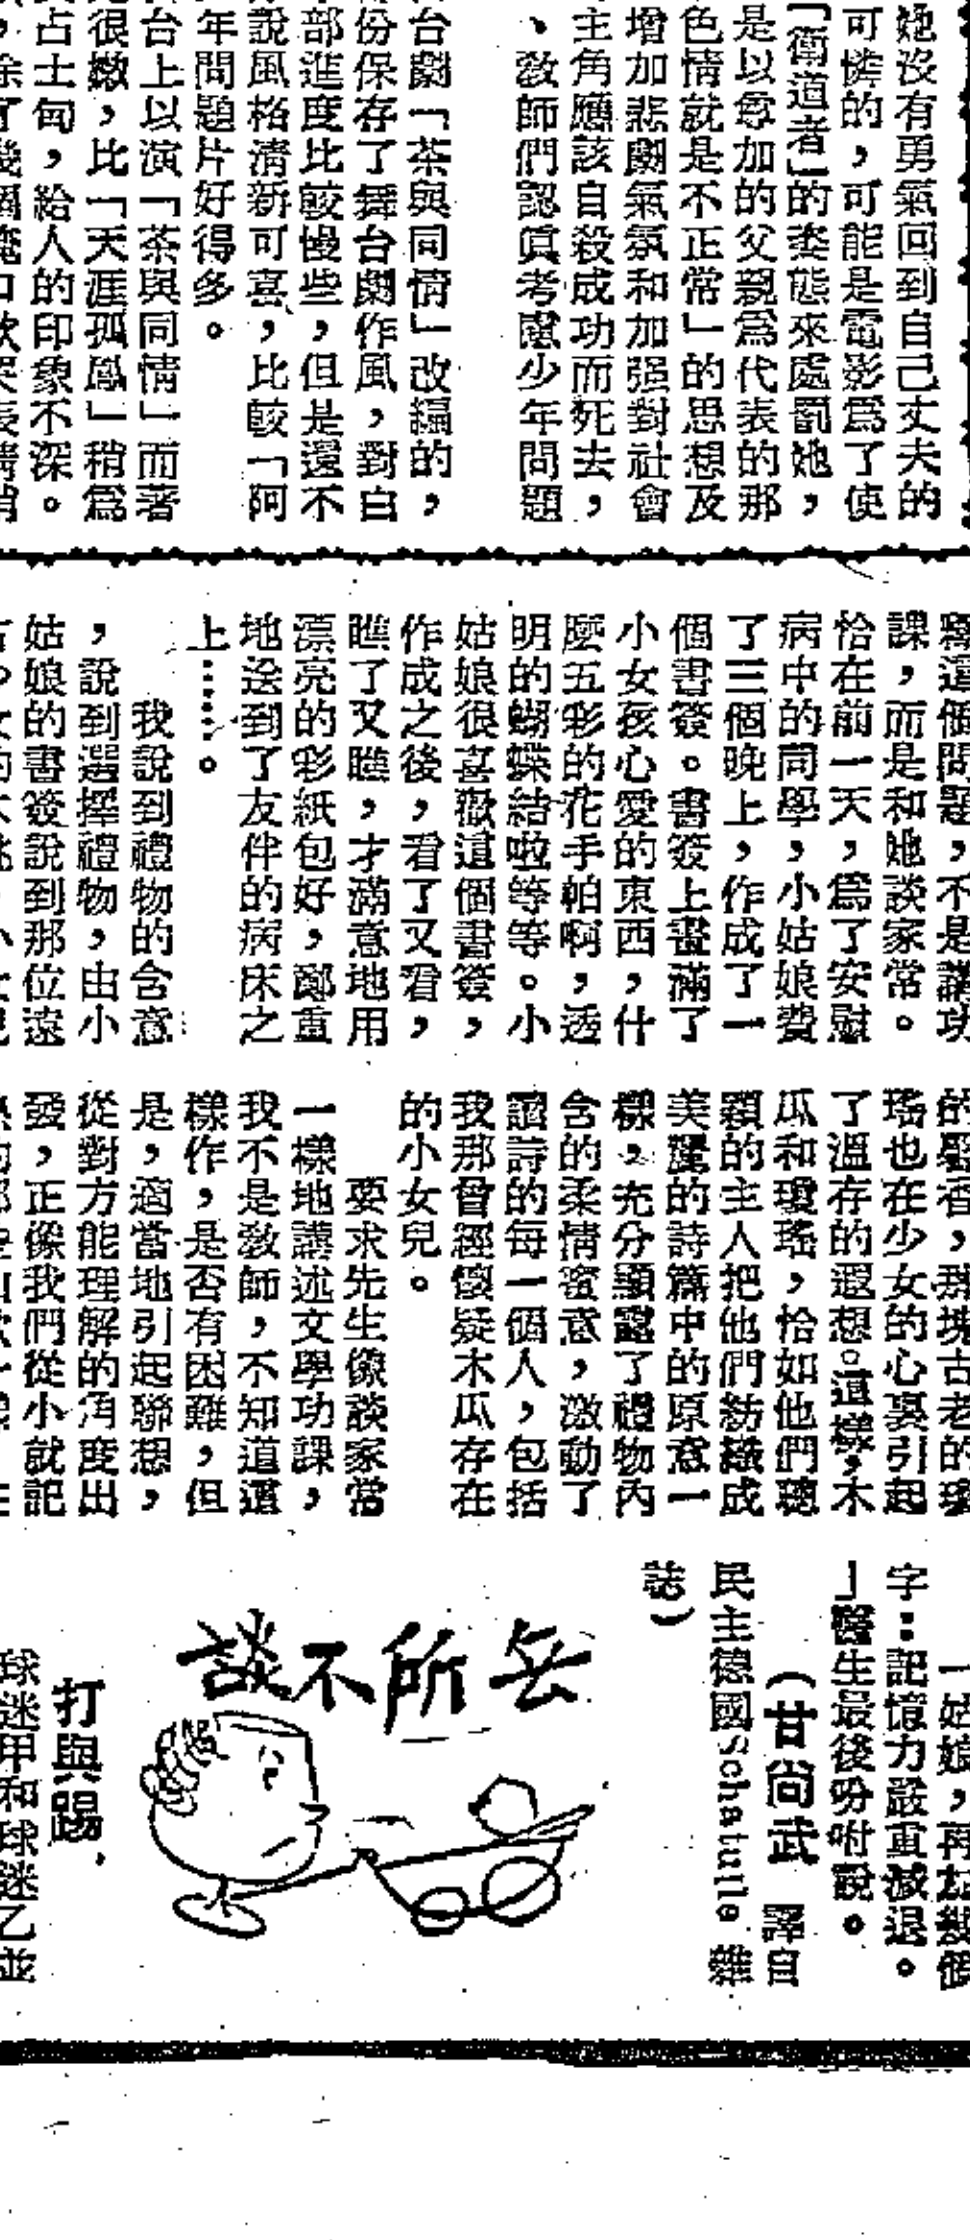 她沒有勇氣回到自己丈夫的
可憐的，可能是電影爲了使
「衛道者」的姿態來處罰她，
是以參加的父親爲代表的那
色情就是不正常」的思想及
增加悲劇氣氛和加强對社會
主角應該自殺成功而死去，
、敎師們認眞考慮少年問題
台劇「茶與同情」改編的，
份保存了舞台劇作風，對白
部進度比較慢些，但是還不
說風格清新可喜，比較「阿
年問題片好得多。
台上以演「茶與同情」而著
很嫩，比「天涯孤鳳」稍爲
占士甸，給人的印象不深。
釋這個問題，不是講功
課，而是和她談家常。
恰在前一天，爲了安慰
病中的同學，小姑娘費
了三個晚上，作成了一
個書簽。書簽上畫滿了
小女孩心愛的東西，什
麼五彩的花手帕啊，透
明的蝴蝶結啦等等。小
姑娘很喜歡這個書簽，
作成之後，看了又看，
瞧了又瞧，才滿意地用
漂亮的彩紙包好，鄭重
地送到了友伴的病床之
上……。
我說到禮物的含意
，說到選擇禮物，由小
姑娘的書簽說到那位遠
瑤也在少女的心裏引起
了溫存的遐想。這樣，木
瓜和瓊瑤，恰如他們聰
穎的主人把他們紡織成
美麗的詩篇中的原意一
樣，充分顯露了禮物內
含的柔情蜜意，激動了
讀詩的每一個人，包括
我那曾經懷疑木瓜存在
的小女兒。
要求先生像談家常
一樣地講述文學功課，
我不是敎師，不知道這
樣作，是否有困難，但
是，適當地引起聯想，
從對方能理解的角度出
發，正像我們從小就記
一姑娘，再加幾個
字：記憶力嚴重減退。
」醫生最後吩咐說。
（甘尚武 譯自
民主德國Schatulle 雜
誌）
無所不談
打與踢
球迷甲和球迷乙並